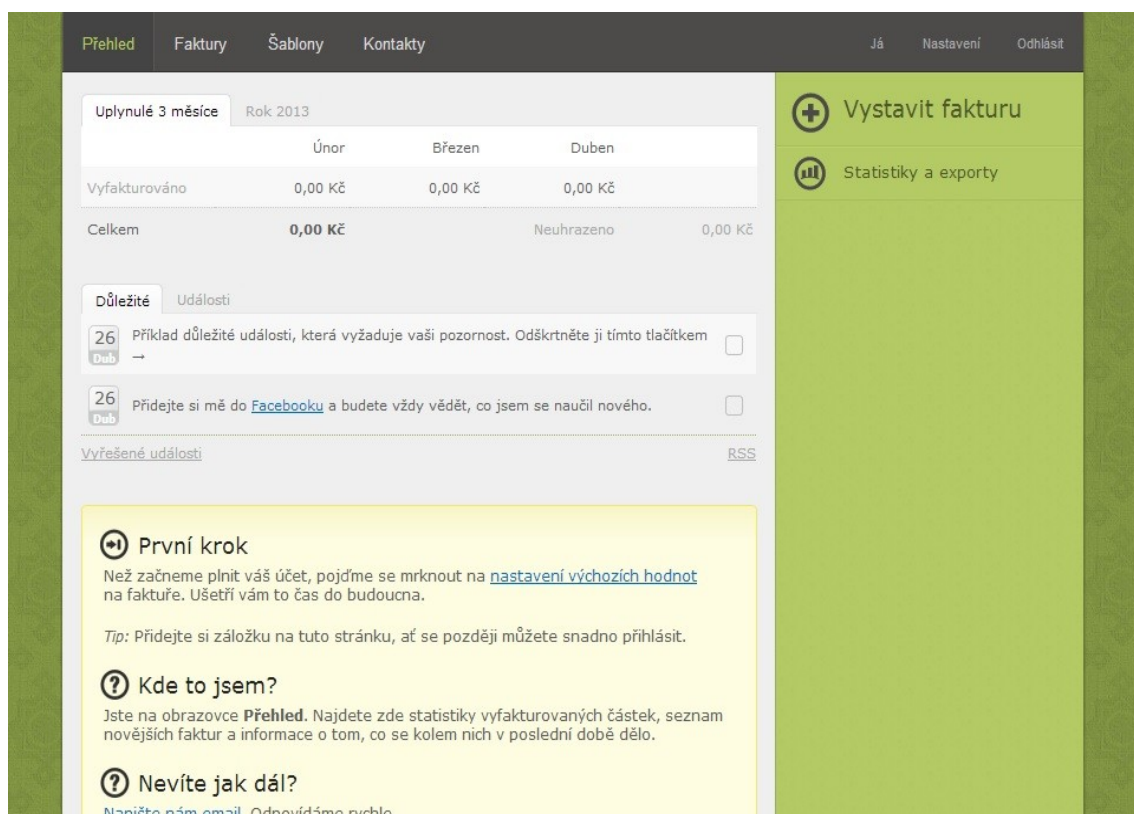 Přehled Faktury Šablony Kontakty Já Nastavení Odhlásit
Uplynulé 3 měsíce Rok 2013
Únor Březen Duben
Vyfakturováno 0,00 Kč 0,00 Kč 0,00 Kč
Celkem 0,00 Kč Neuhrazeno 0,00 Kč
Důležité Události
26 Dub Příklad důležité události, která vyžaduje vaši pozornost. Odškrtněte ji tímto tlačítkem
→
26 Dub Přidejte si mě do Facebooku a budete vždy vědět, co jsem se naučil nového.
Vyřešené události RSS
První krok
Než začneme plnit váš účet, pojďme se mrknout na nastavení výchozích hodnot
na faktuře. Ušetří vám to čas do budoucna.
Tip: Přidejte si záložku na tuto stránku, ať se později můžete snadno přihlásit.
Kde to jsem?
Jste na obrazovce Přehled. Najdete zde statistiky vyfakturovaných částek, seznam
novějších faktur a informace o tom, co se kolem nich v poslední době dělo.
Nevíte jak dál?
Napište nám email. Odpovídáme rychle.
Vystavit fakturu
Statistiky a exporty